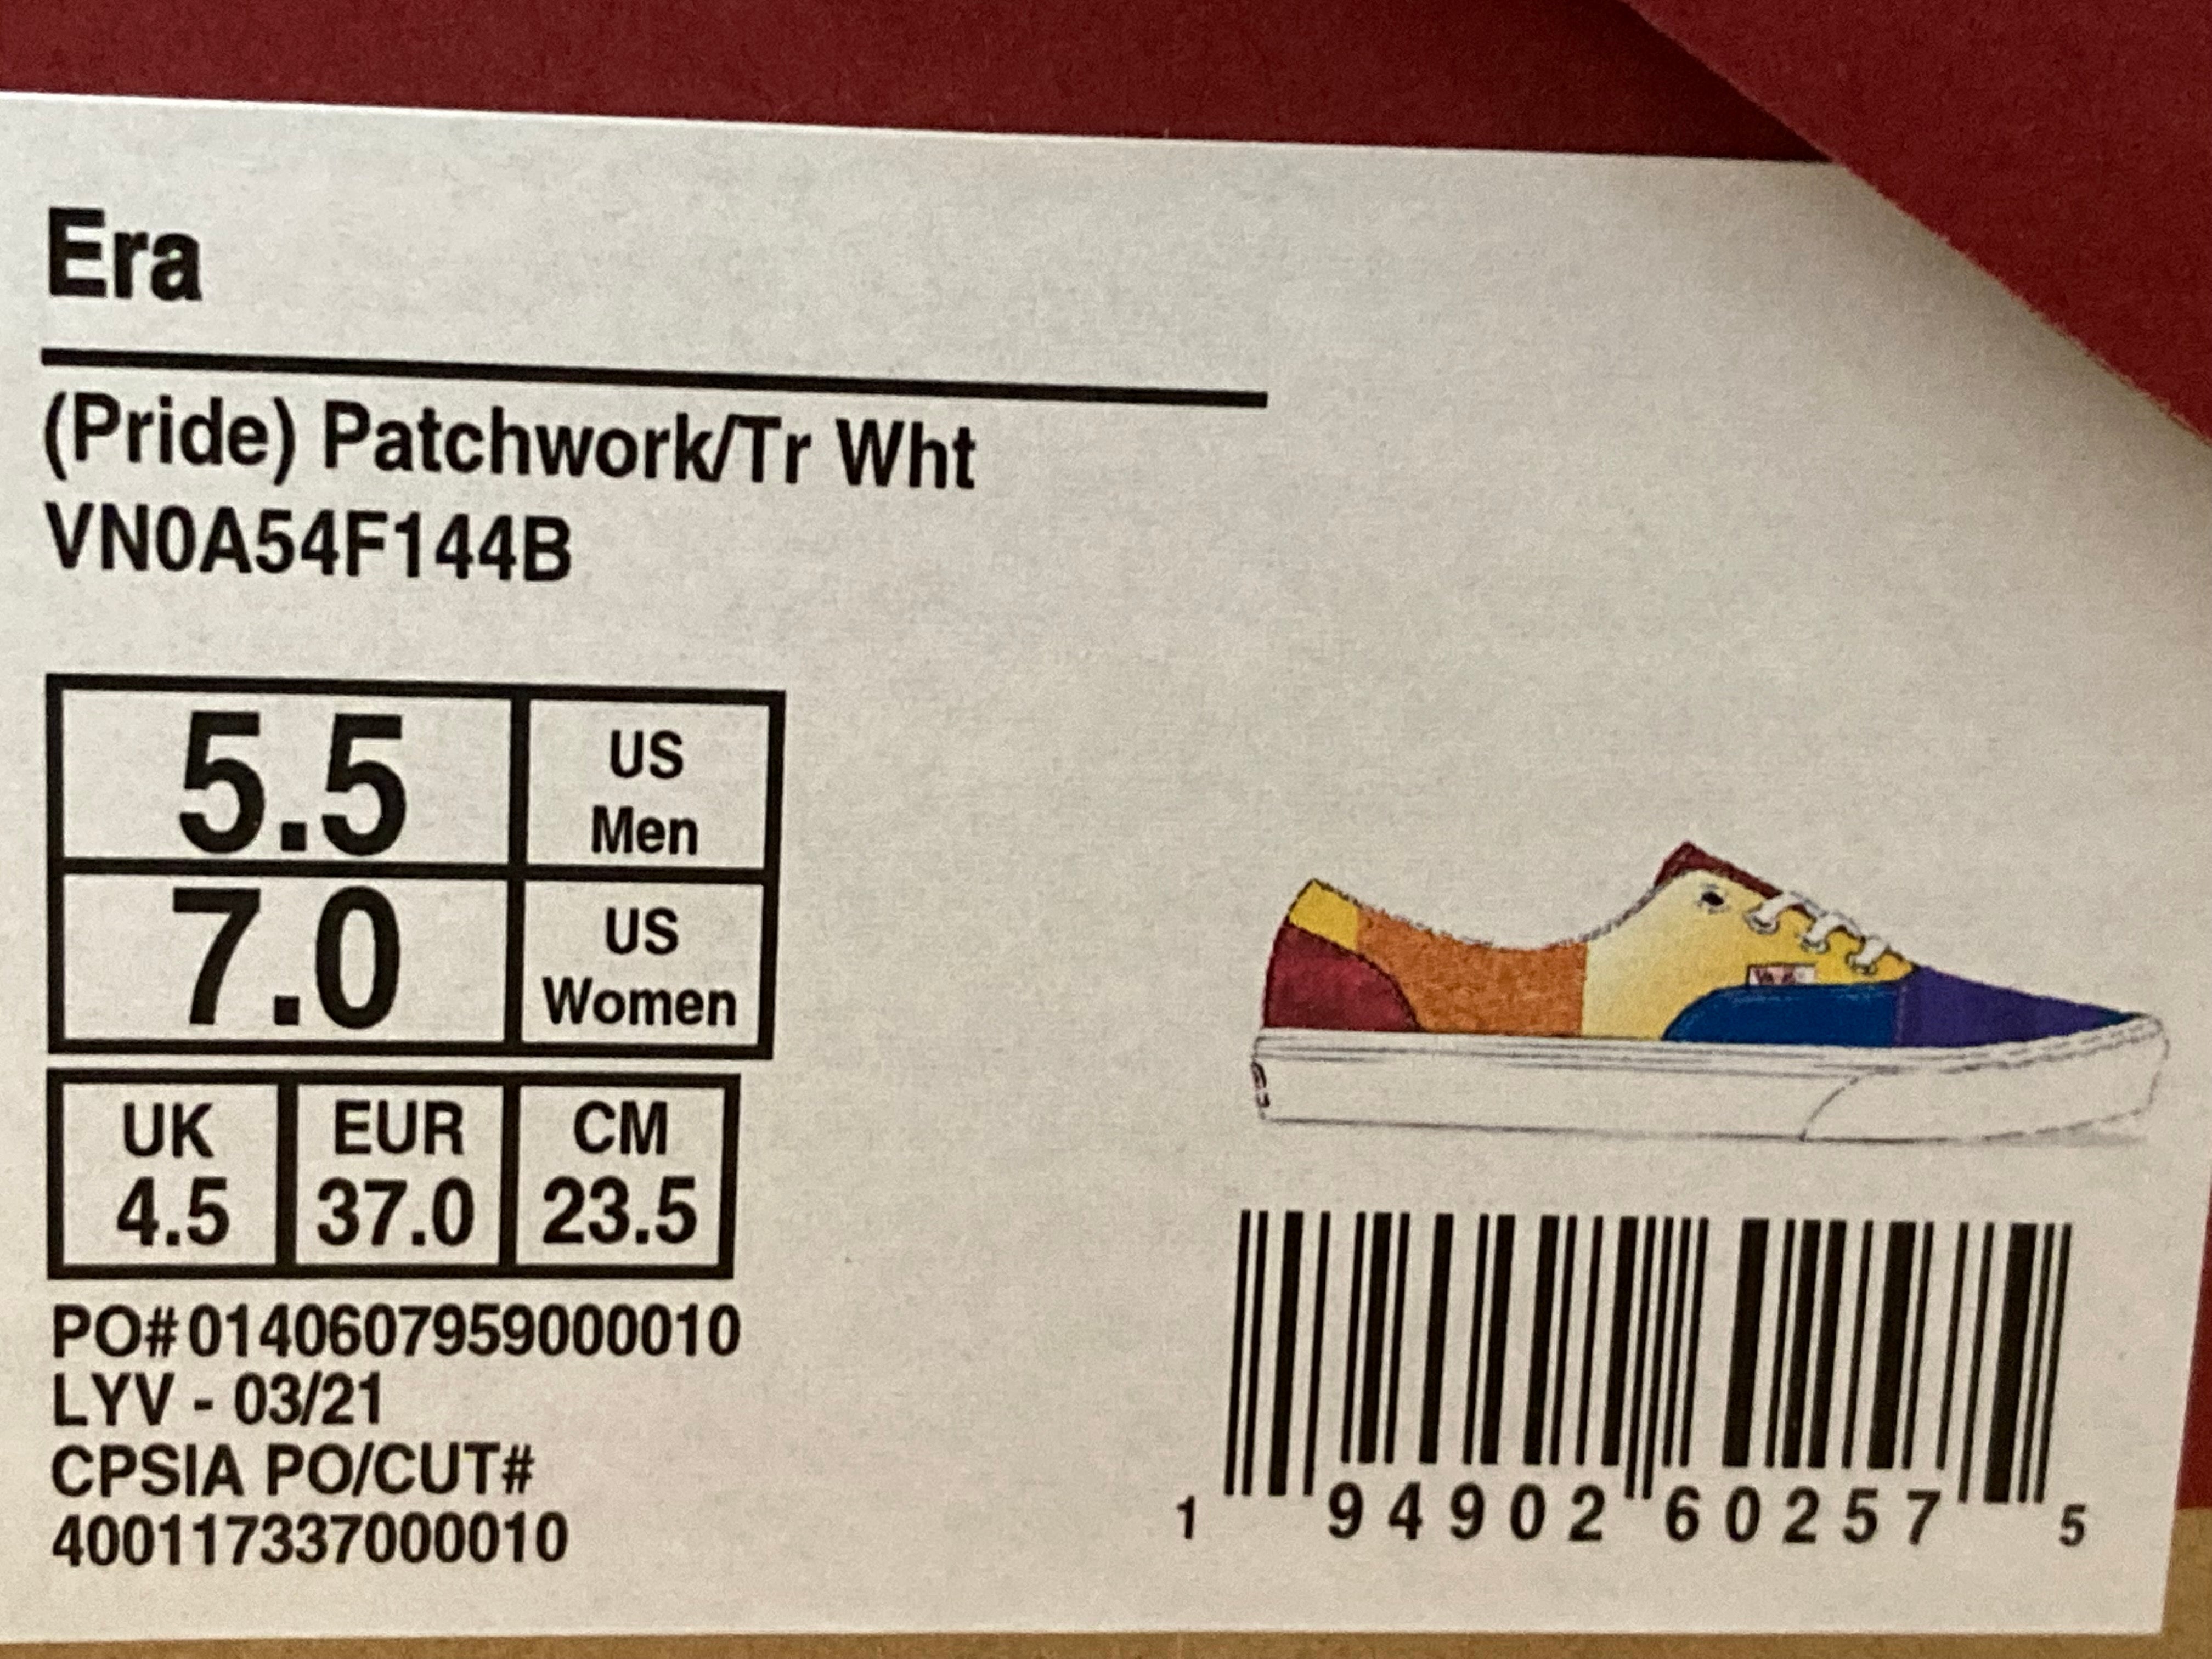 Era
(Pride) Patchwork/Tr Wht
VN0A54F144B
5.5 US Men
7.0 US Women
UK EUR CM
4.5 37.0 23.5
PO# 0140607959000010
LYV - 03/21
CPSIA PO/CUT#
400117337000010
1 94902 60257 5